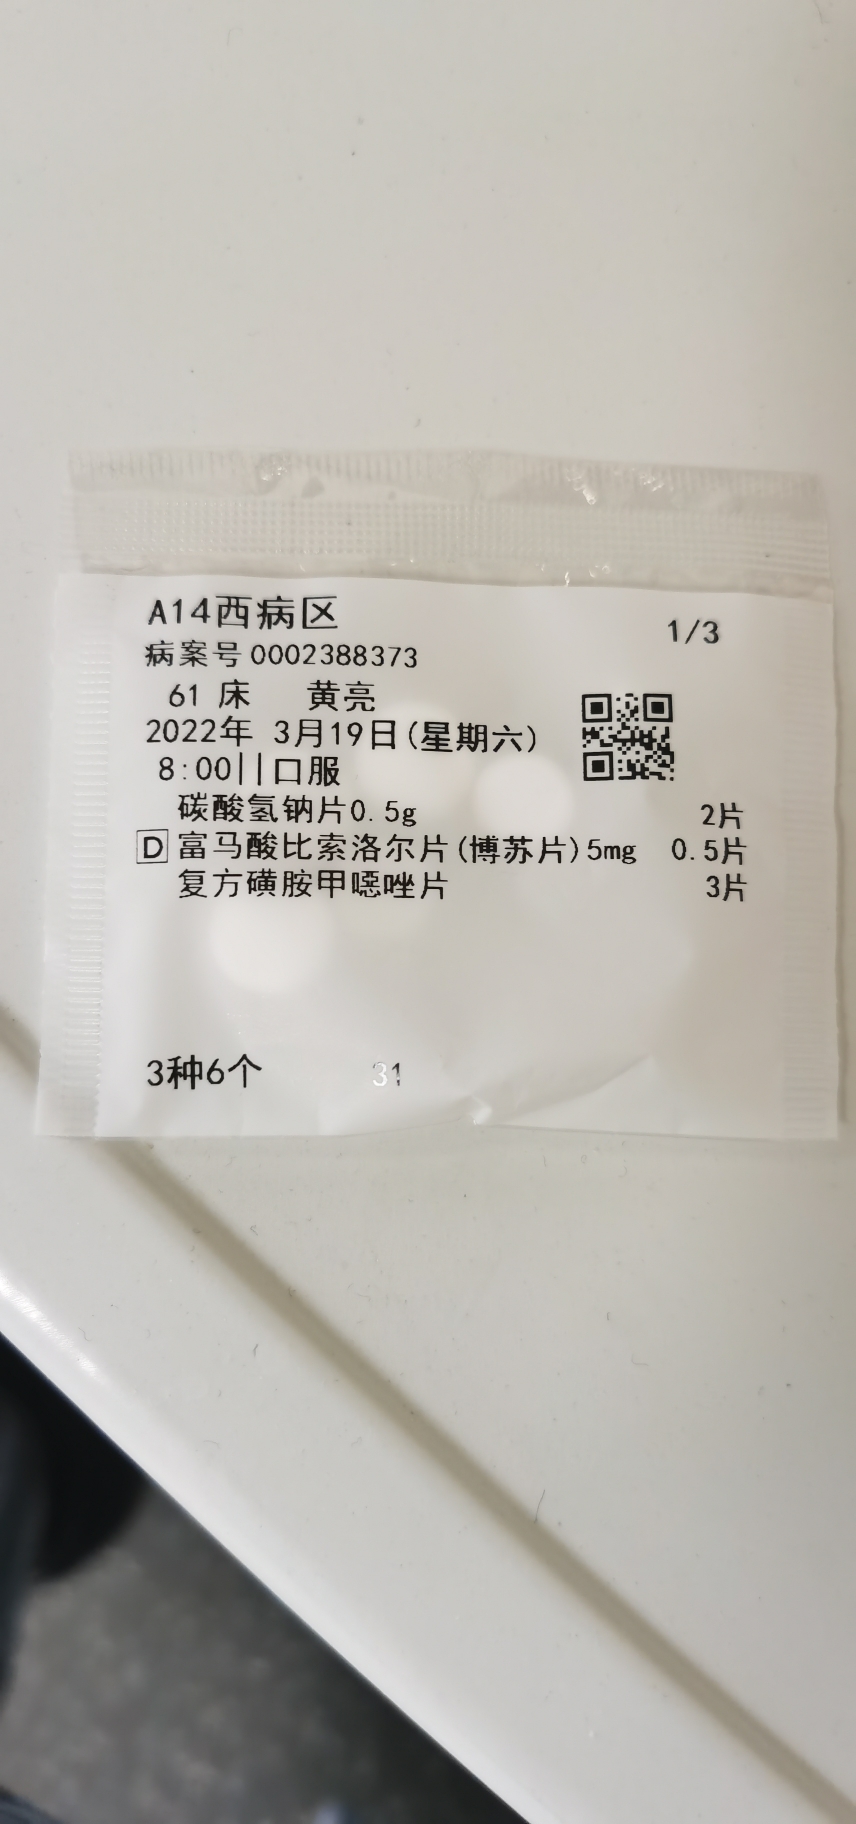 A14西病区 1/3
病案号0002388373
61 床 黄亮
2022年 3月19日(星期六)
8:00||口服
碳酸氢钠片0.5g 2片
D 富马酸比索洛尔片(博苏片)5mg 0.5片
复方磺胺甲噁唑片 3片
3种6个 31